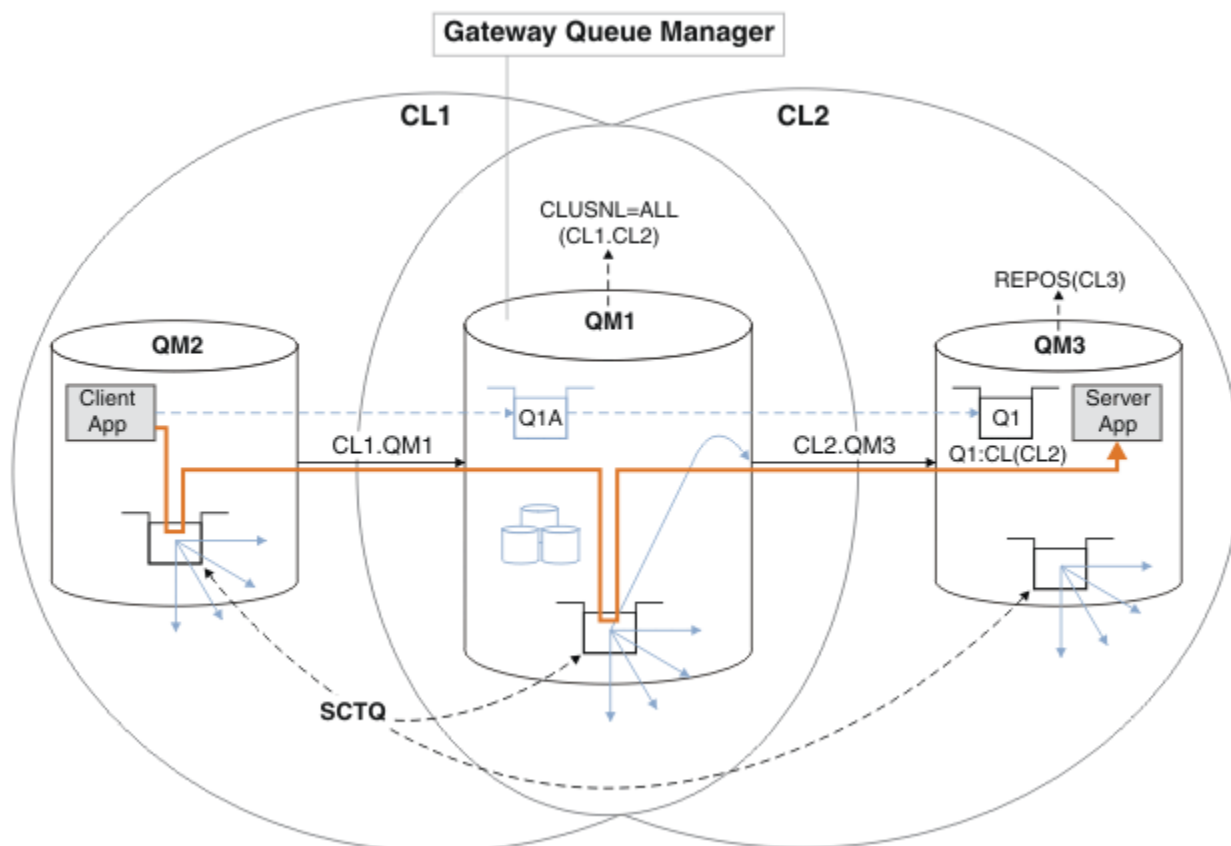 Gateway Queue Manager
CL1
CL2
CLUSNL=ALL
(CL1.CL2)
REPOS(CL3)
QM2
QM1
QM3
Client
App
Q1A
Q1
Server
App
CL1.QM1
CL2.QM3
Q1:CL(CL2)
SCTQ